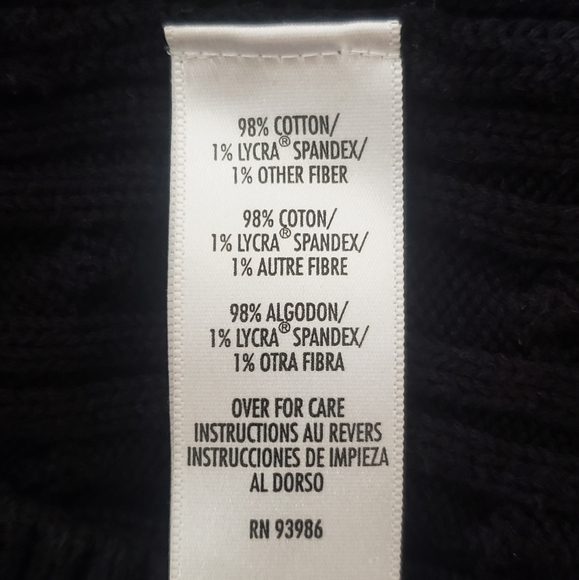 98% COTTON/
1% LYCRA® SPANDEX/
1% OTHER FIBER
98% COTON/
1% LYCRA® SPANDEX/
1% AUTRE FIBRE
98% ALGODON/
1% LYCRA® SPANDEX/
1% OTRA FIBRA
OVER FOR CARE
INSTRUCTIONS AU REVERS
INSTRUCCIONES DE IMPIEZA
AL DORSO
RN 93986